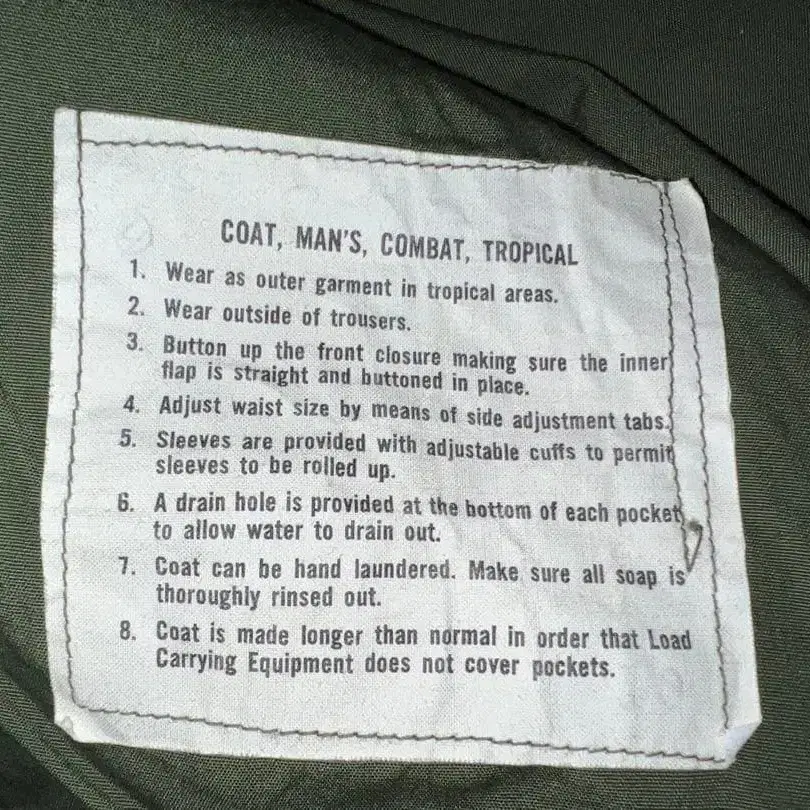 COAT, MAN'S, COMBAT, TROPICAL
1. Wear as outer garment in tropical areas.
2. Wear outside of trousers.
3. Button up the front closure making sure the inner
flap is straight and buttoned in place.
4. Adjust waist size by means of side adjustment tabs.
5. Sleeves are provided with adjustable cuffs to permit
sleeves to be rolled up.
6. A drain hole is provided at the bottom of each pocket
to allow water to drain out.
7. Coat can be hand laundered. Make sure all soap is
thoroughly rinsed out.
8. Coat is made longer than normal in order that Load
Carrying Equipment does not cover pockets.